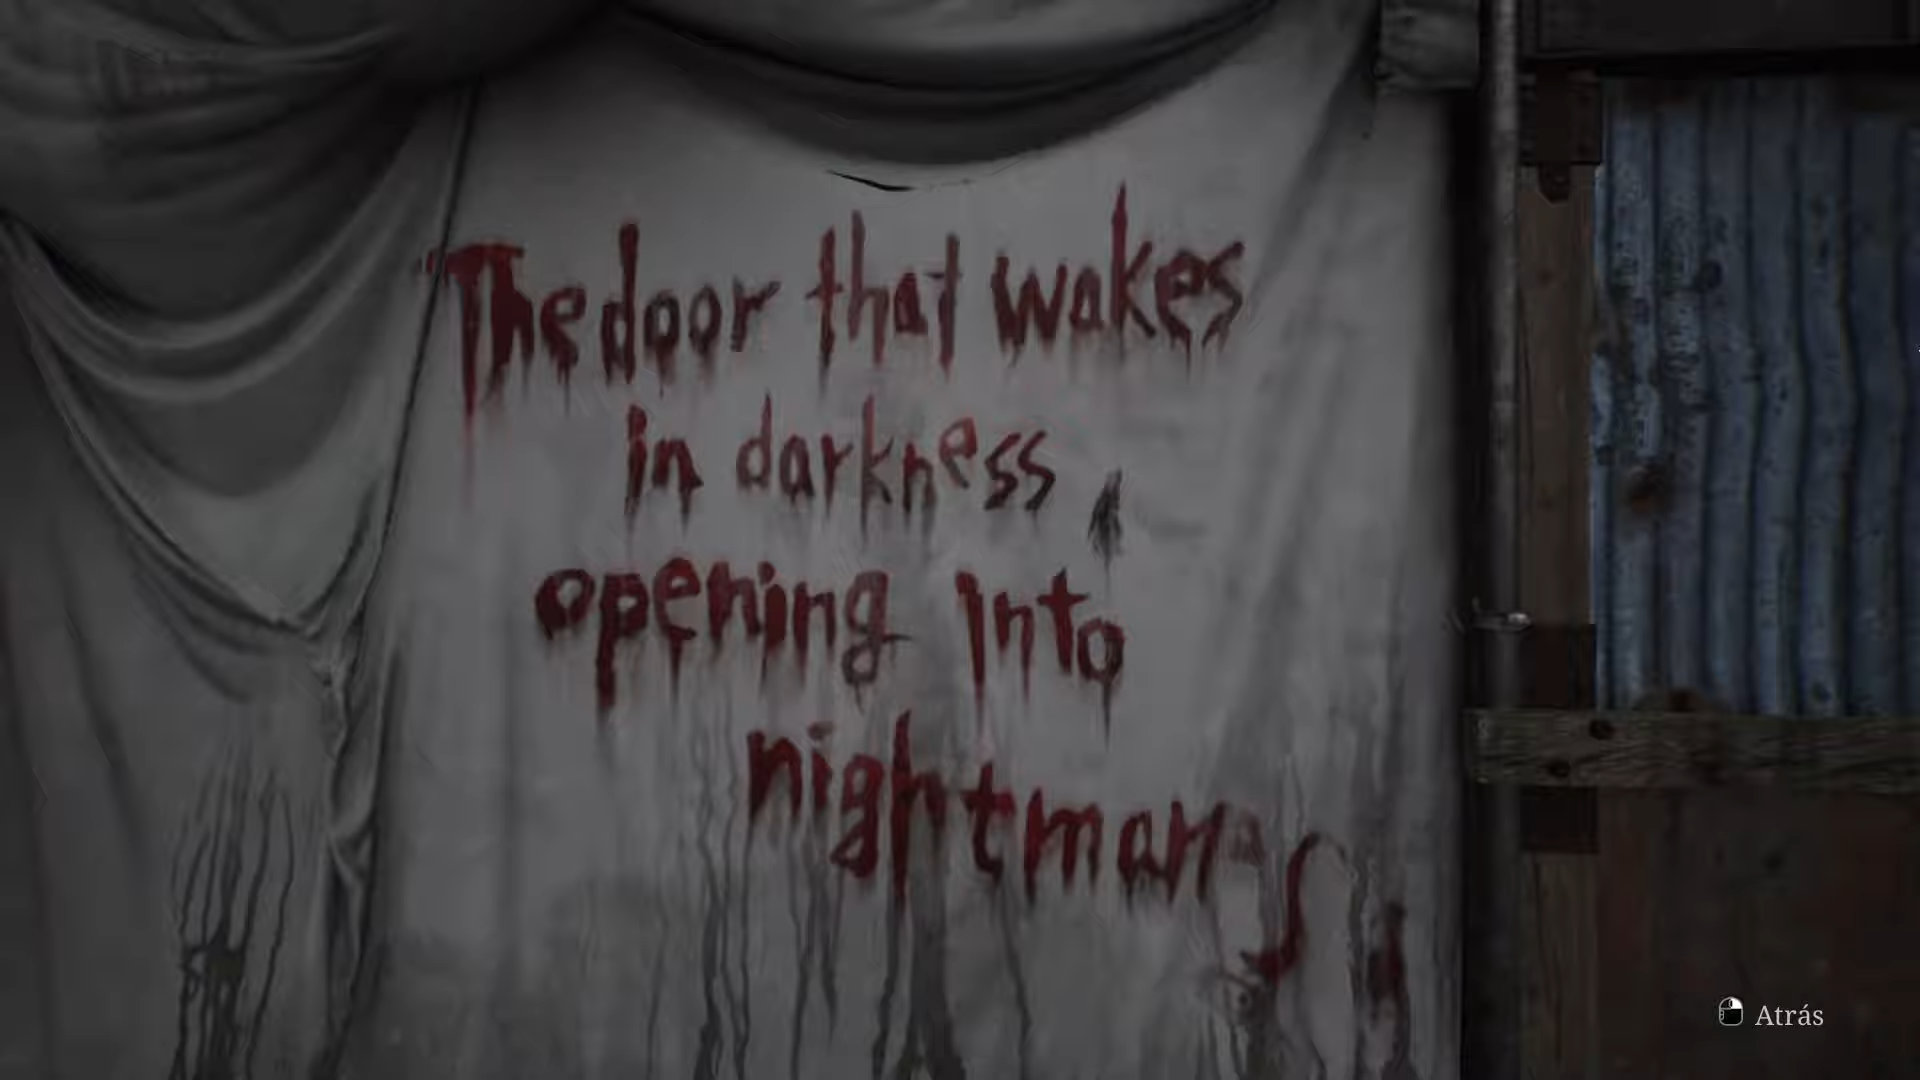 The door that wakes
in darkness,
opening into
nightmares.
Atrás